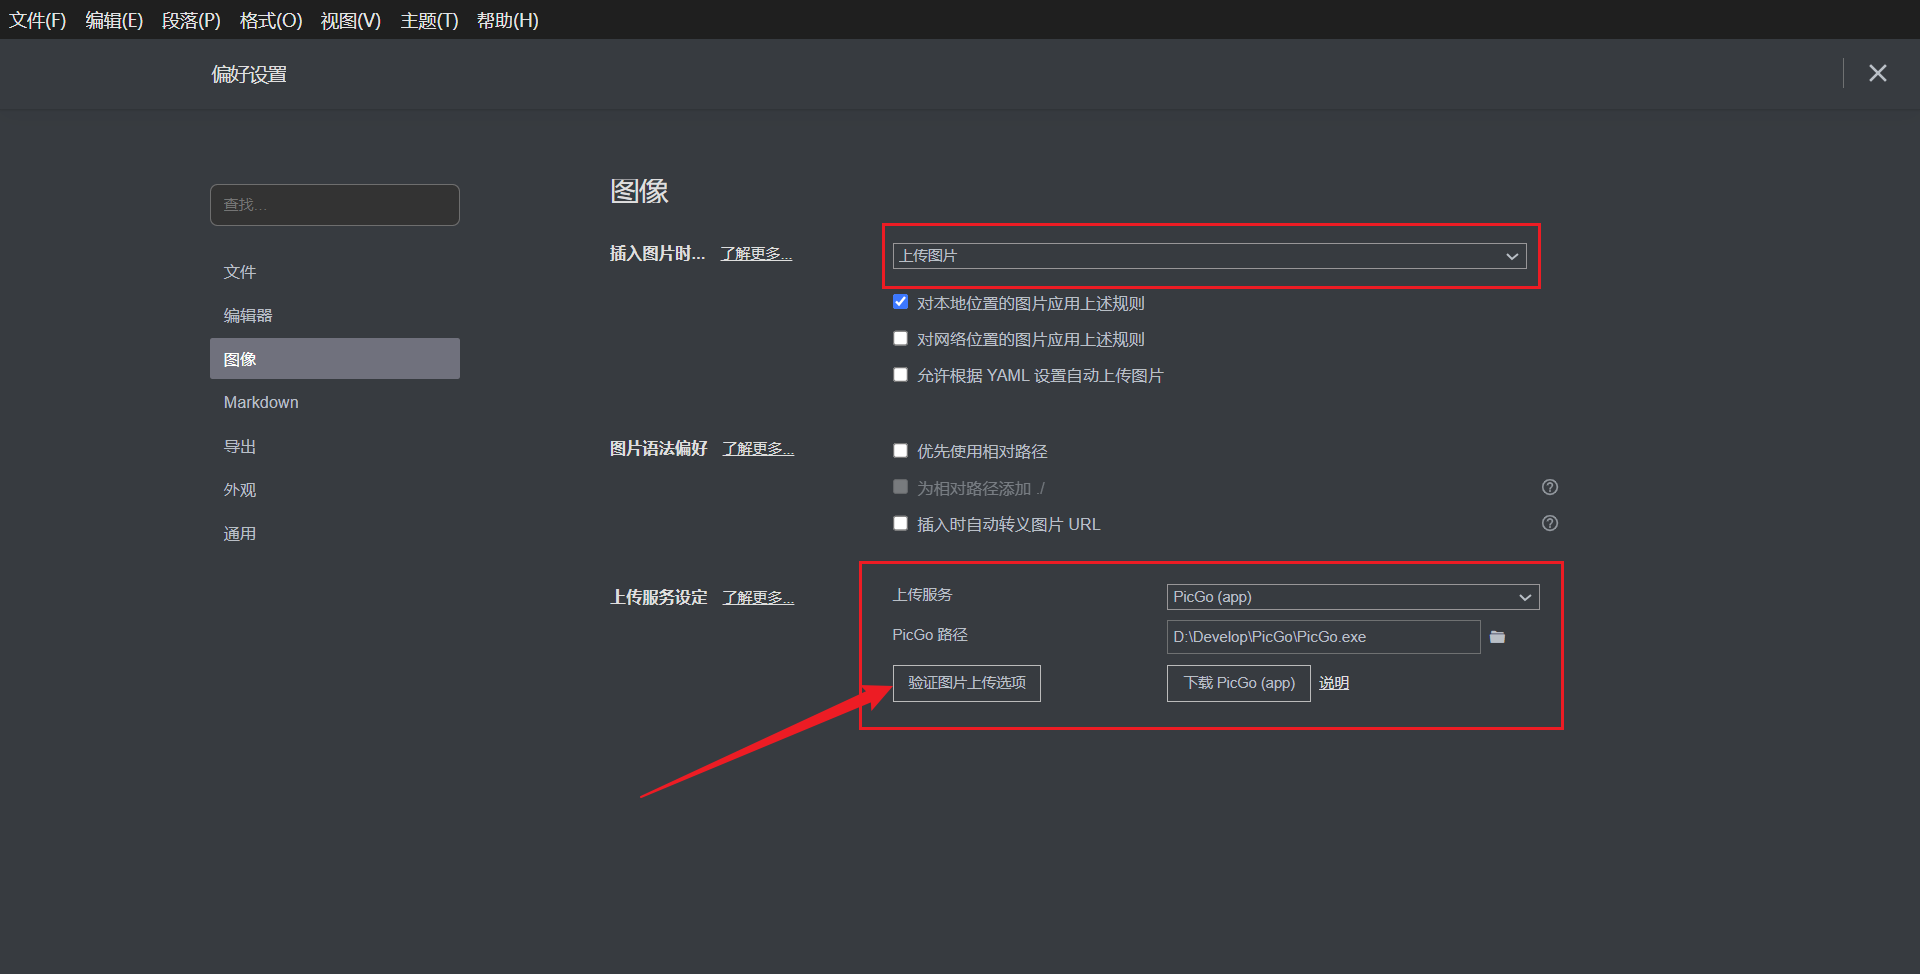 文件(F) 编辑(E) 段落(P) 格式(O) 视图(V) 主题(T) 帮助(H)
偏好设置
查找...
文件
编辑器
图像
Markdown
导出
外观
通用
图像
插入图片时... 了解更多...
上传图片
对本地位置的图片应用上述规则
对网络位置的图片应用上述规则
允许根据 YAML 设置自动上传图片
图片语法偏好 了解更多...
优先使用相对路径
为相对路径添加 ./
插入时自动转义图片 URL
上传服务设定 了解更多...
上传服务 PicGo (app)
PicGo 路径 D:\Develop\PicGo\PicGo.exe
验证图片上传选项 下载 PicGo (app) 说明